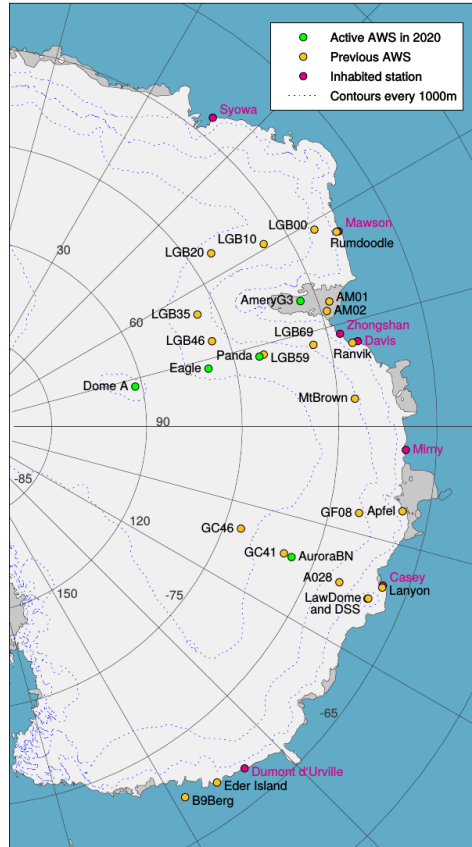 Active AWS in 2020
Previous AWS
Inhabited station
Contours every 1000m
Syowa
LGB00
Mawson
Rumdoodle
LGB10
LGB20
30
AmeryG3
AM01
AM02
LGB35
60
Zhongshan
LGB69
Davis
LGB46
Panda
LGB59
Ranvik
Eagle
Dome A
MtBrown
90
Mirny
-85
GF08
Apfel
120
GC46
GC41
AuroraBN
A028
Casey
Lanyon
150
-75
LawDome
and DSS
-65
Dumont d'Urville
Eder Island
B9Berg